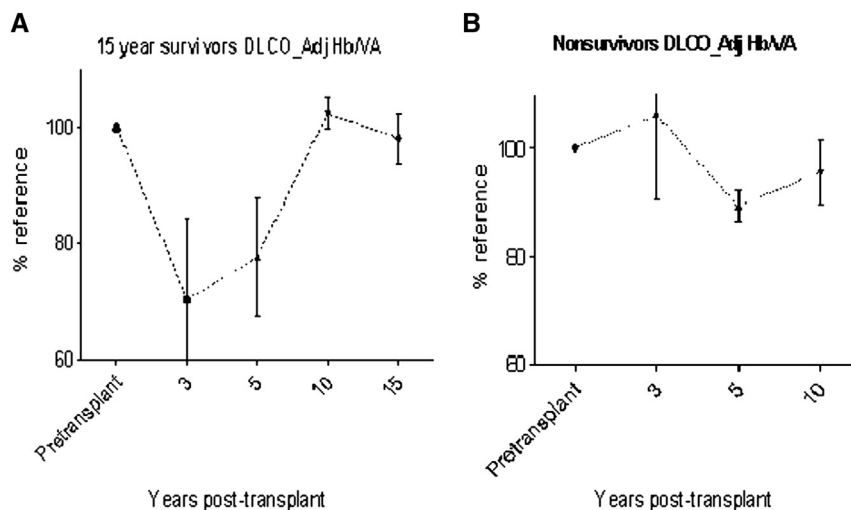 A
15 year survivors DLCO_Adj Hb/VA
% reference
100
80
60
Pretransplant
3
5
10
15
Years post-transplant
B
Nonsurvivors DLCO_Adj Hb/VA
% reference
100
80
60
Pretransplant
3
5
10
Years post-transplant